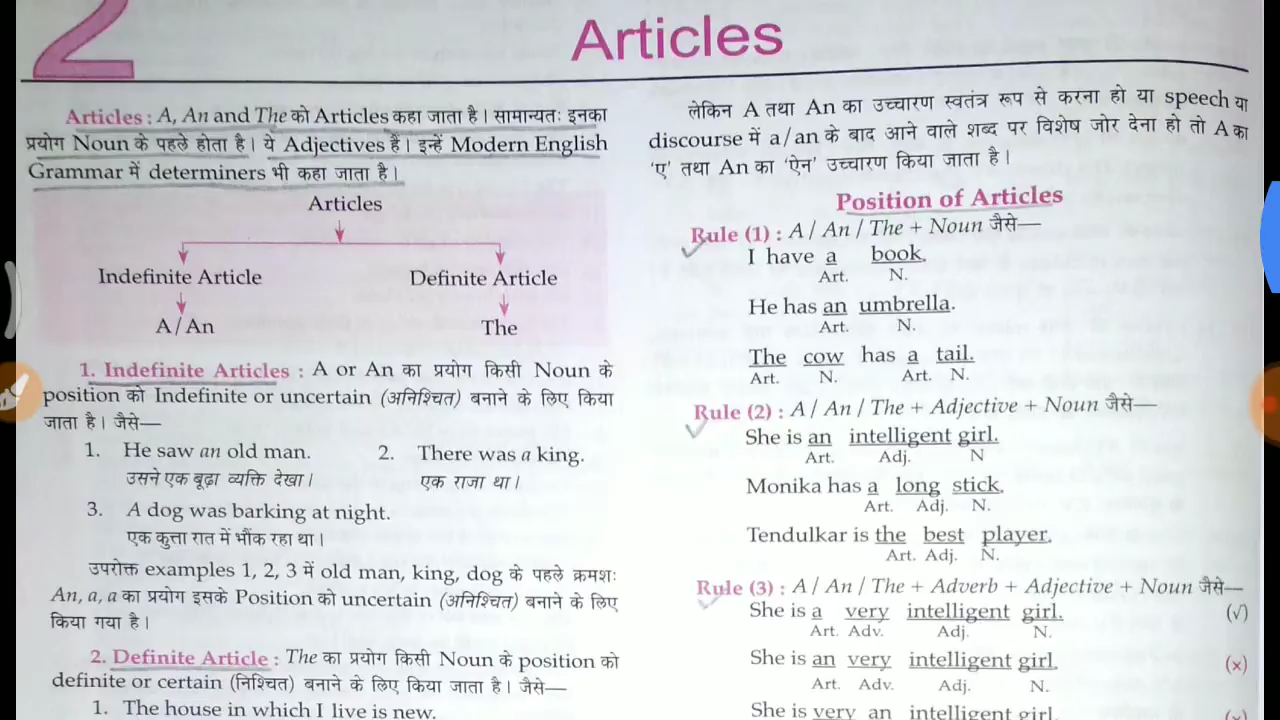 2
Articles
Articles : A, An and The को Articles कहा जाता है। सामान्यतः इनका
प्रयोग Noun के पहले होता है। ये Adjectives हैं। इन्हें Modern English
Grammar में determiners भी कहा जाता है।
Articles
Indefinite Article Definite Article
A / An The
1. Indefinite Articles : A or An का प्रयोग किसी Noun के
position को Indefinite or uncertain (अनिश्चित) बनाने के लिए किया
जाता है। जैसे—
1. He saw an old man. 2. There was a king.
उसने एक बूढ़ा व्यक्ति देखा। एक राजा था।
3. A dog was barking at night.
एक कुत्ता रात में भौंक रहा था।
उपरोक्त examples 1, 2, 3 में old man, king, dog के पहले क्रमशः
An, a, a का प्रयोग इसके Position को uncertain (अनिश्चित) बनाने के लिए
किया गया है।
2. Definite Article : The का प्रयोग किसी Noun के position को
definite or certain (निश्चित) बनाने के लिए किया जाता है। जैसे—
1. The house in which I live is new.
लेकिन A तथा An का उच्चारण स्वतंत्र रूप से करना हो या speech या
discourse में a/an के बाद आने वाले शब्द पर विशेष जोर देना हो तो A का
‘ए’ तथा An का ‘ऐन’ उच्चारण किया जाता है।
Position of Articles
Rule (1) : A / An / The + Noun जैसे—
I have a book.
Art. N.
He has an umbrella.
Art. N.
The cow has a tail.
Art. N. Art. N.
Rule (2) : A / An / The + Adjective + Noun जैसे—
She is an intelligent girl.
Art. Adj. N
Monika has a long stick.
Art. Adj. N.
Tendulkar is the best player.
Art. Adj. N.
Rule (3) : A / An / The + Adverb + Adjective + Noun जैसे—
She is a very intelligent girl. (√)
Art. Adv. Adj. N.
She is an very intelligent girl. (×)
Art. Adv. Adj. N.
She is very an intelligent girl.